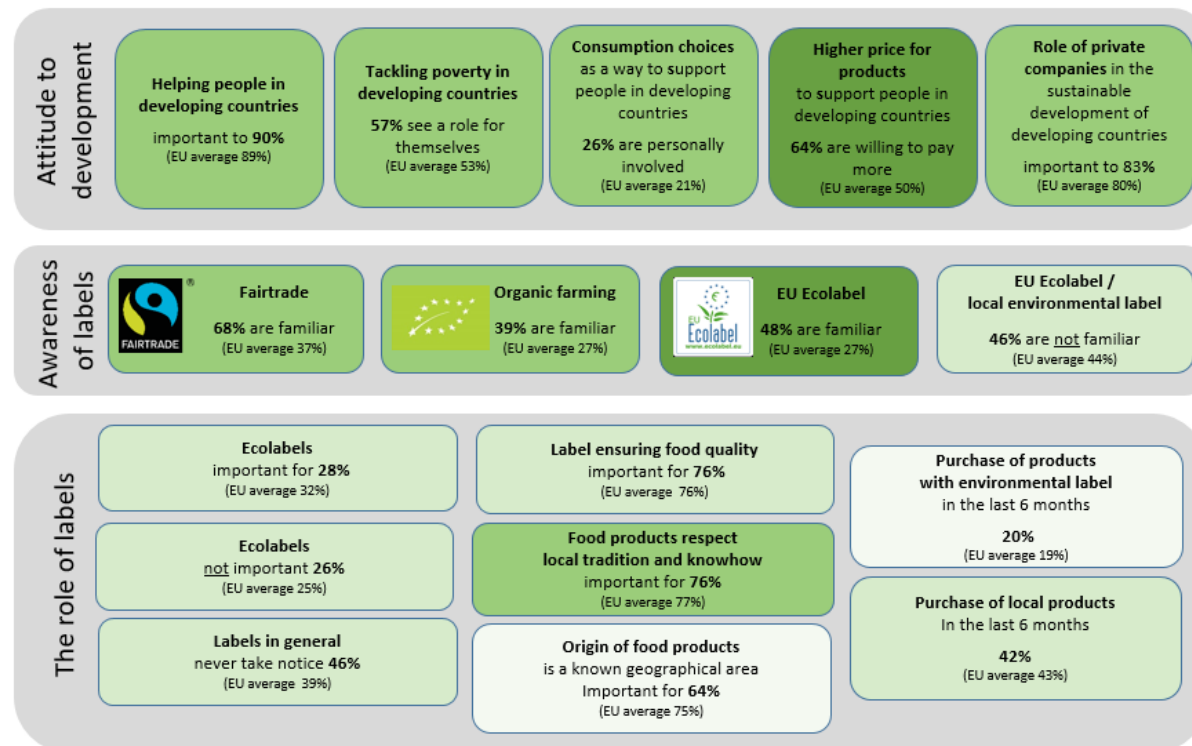 Attitude to
development
Helping people in
developing countries
important to 90%
(EU average 89%)
Tackling poverty in
developing countries
57% see a role for
themselves
(EU average 53%)
Consumption choices
as a way to support
people in developing
countries
26% are personally
involved
(EU average 21%)
Higher price for
products
to support people in
developing countries
64% are willing to pay
more
(EU average 50%)
Role of private
companies in the
sustainable
development of
developing countries
important to 83%
(EU average 80%)
Awareness
of labels
FAIRTRADE
®
Fairtrade
68% are familiar
(EU average 37%)
Organic farming
39% are familiar
(EU average 27%)
€
EU
Ecolabel
www.ecolabel.eu
EU Ecolabel
48% are familiar
(EU average 27%)
EU Ecolabel /
local environmental label
46% are not familiar
(EU average 44%)
The role of labels
Ecolabels
important for 28%
(EU average 32%)
Ecolabels
not important 26%
(EU average 25%)
Labels in general
never take notice 46%
(EU average 39%)
Label ensuring food quality
important for 76%
(EU average 76%)
Food products respect
local tradition and knowhow
important for 76%
(EU average 77%)
Origin of food products
is a known geographical area
Important for 64%
(EU average 75%)
Purchase of products
with environmental label
in the last 6 months
20%
(EU average 19%)
Purchase of local products
In the last 6 months
42%
(EU average 43%)